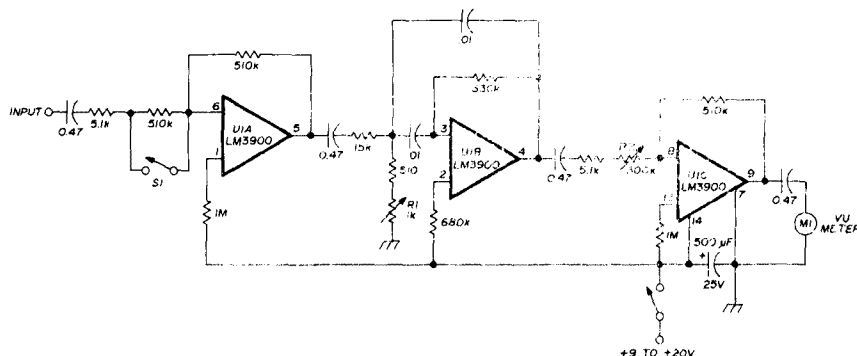 .01
510k
330k
510k
INPUT
0.47
5.1k
510k
6
1
U1A
LM3900
5
0.47
15k
.01
3
2
U1B
LM3900
4
0.47
5.1k
300k
8
U1C
LM3900
9
7
14
0.47
S1
510
R1
1k
1M
680k
1M
500 µF
+
25V
M1
VU
METER
+9 TO +20V